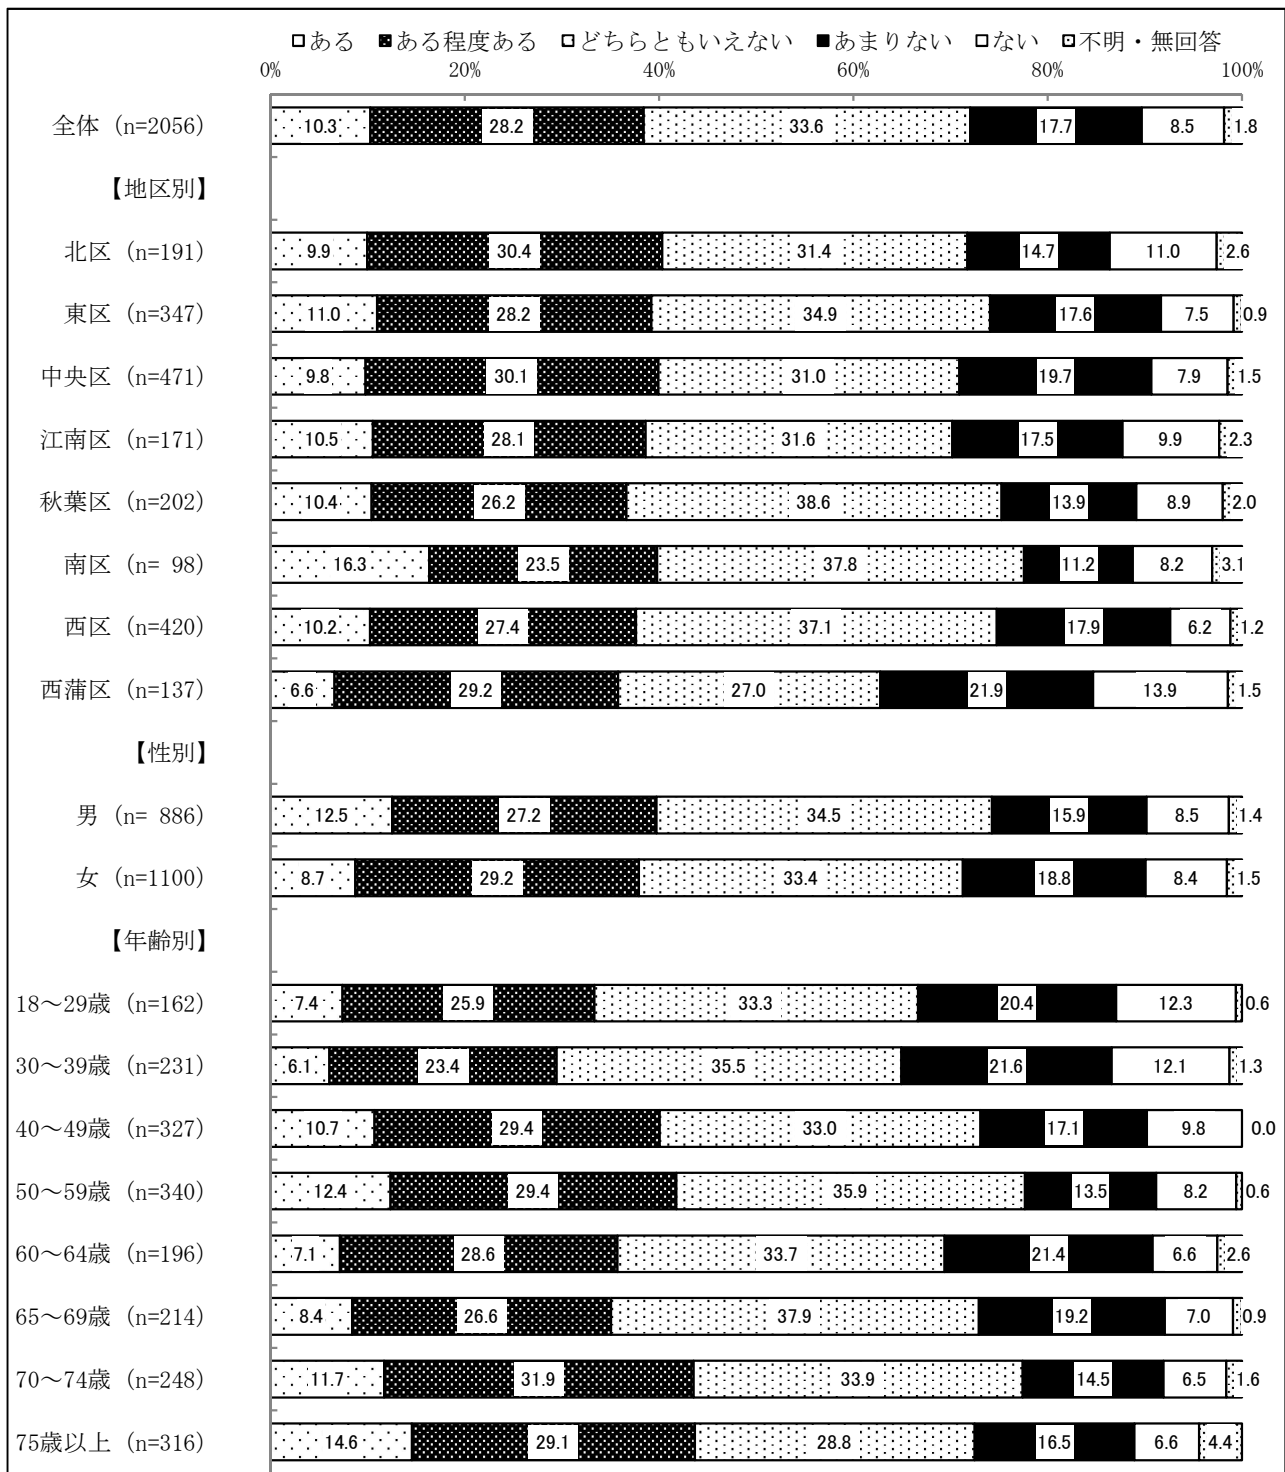 □ある ■ある程度ある □どちらともいえない ■あまりない □ない □不明・無回答
0% 20% 40% 60% 80% 100%
全体 (n=2056) 10.3 28.2 33.6 17.7 8.5 1.8
【地区別】
北区 (n=191) 9.9 30.4 31.4 14.7 11.0 2.6
東区 (n=347) 11.0 28.2 34.9 17.6 7.5 0.9
中央区 (n=471) 9.8 30.1 31.0 19.7 7.9 1.5
江南区 (n=171) 10.5 28.1 31.6 17.5 9.9 2.3
秋葉区 (n=202) 10.4 26.2 38.6 13.9 8.9 2.0
南区 (n= 98) 16.3 23.5 37.8 11.2 8.2 3.1
西区 (n=420) 10.2 27.4 37.1 17.9 6.2 1.2
西蒲区 (n=137) 6.6 29.2 27.0 21.9 13.9 1.5
【性別】
男 (n= 886) 12.5 27.2 34.5 15.9 8.5 1.4
女 (n=1100) 8.7 29.2 33.4 18.8 8.4 1.5
【年齢別】
18～29歳 (n=162) 7.4 25.9 33.3 20.4 12.3 0.6
30～39歳 (n=231) 6.1 23.4 35.5 21.6 12.1 1.3
40～49歳 (n=327) 10.7 29.4 33.0 17.1 9.8 0.0
50～59歳 (n=340) 12.4 29.4 35.9 13.5 8.2 0.6
60～64歳 (n=196) 7.1 28.6 33.7 21.4 6.6 2.6
65～69歳 (n=214) 8.4 26.6 37.9 19.2 7.0 0.9
70～74歳 (n=248) 11.7 31.9 33.9 14.5 6.5 1.6
75歳以上 (n=316) 14.6 29.1 28.8 16.5 6.6 4.4